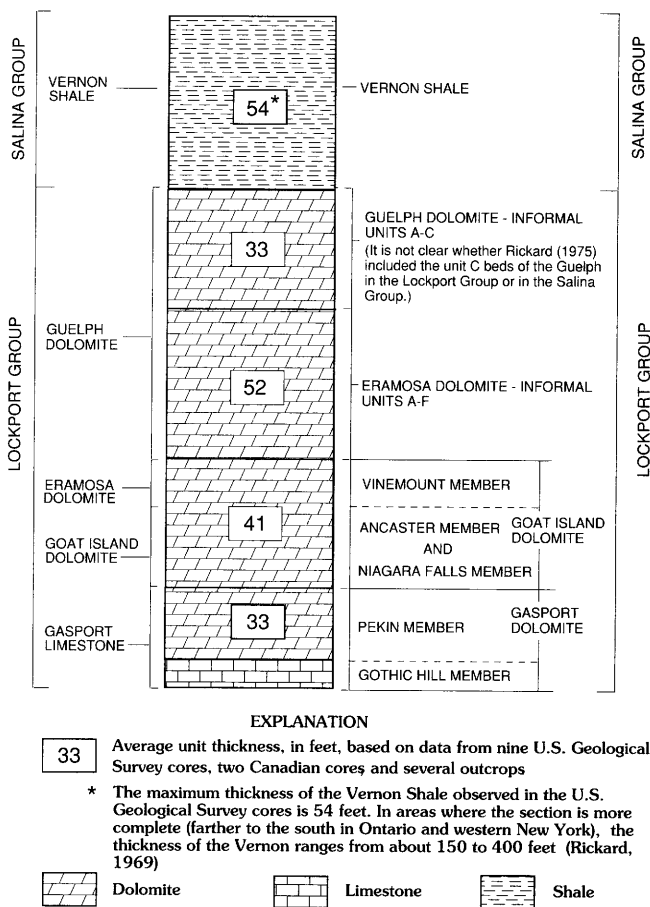 SALINA GROUP
LOCKPORT GROUP
VERNON
SHALE
GUELPH
DOLOMITE
ERAMOSA
DOLOMITE
GOAT ISLAND
DOLOMITE
GASPORT
LIMESTONE
54*
33
52
41
33
VERNON SHALE
GUELPH DOLOMITE - INFORMAL
UNITS A-C
(It is not clear whether Rickard (1975)
included the unit C beds of the Guelph
in the Lockport Group or in the Salina
Group.)
ERAMOSA DOLOMITE - INFORMAL
UNITS A-F
VINEMOUNT MEMBER
ANCASTER MEMBER
AND
NIAGARA FALLS MEMBER
GOAT ISLAND
DOLOMITE
PEKIN MEMBER
GASPORT
DOLOMITE
GOTHIC HILL MEMBER
SALINA GROUP
LOCKPORT GROUP
EXPLANATION
33
Average unit thickness, in feet, based on data from nine U.S. Geological
Survey cores, two Canadian cores and several outcrops
* The maximum thickness of the Vernon Shale observed in the U.S.
Geological Survey cores is 54 feet. In areas where the section is more
complete (farther to the south in Ontario and western New York), the
thickness of the Vernon ranges from about 150 to 400 feet (Rickard,
1969)
Dolomite
Limestone
Shale